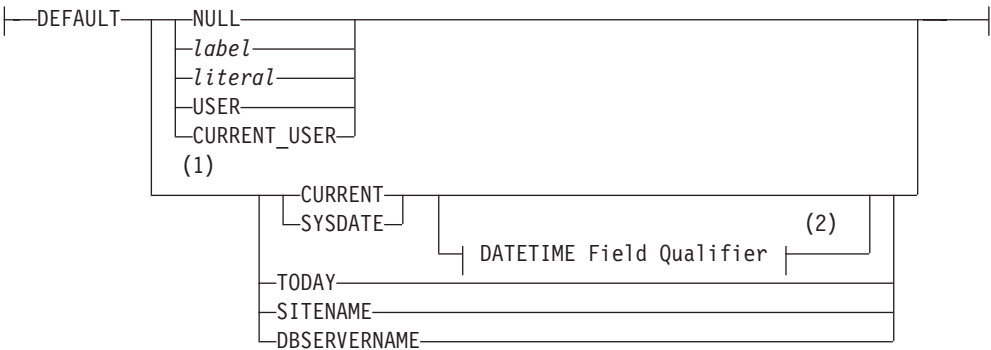 DEFAULT NULL
label
literal
USER
CURRENT_USER
(1)
CURRENT
SYSDATE (2)
DATETIME Field Qualifier
TODAY
SITENAME
DBSERVERNAME